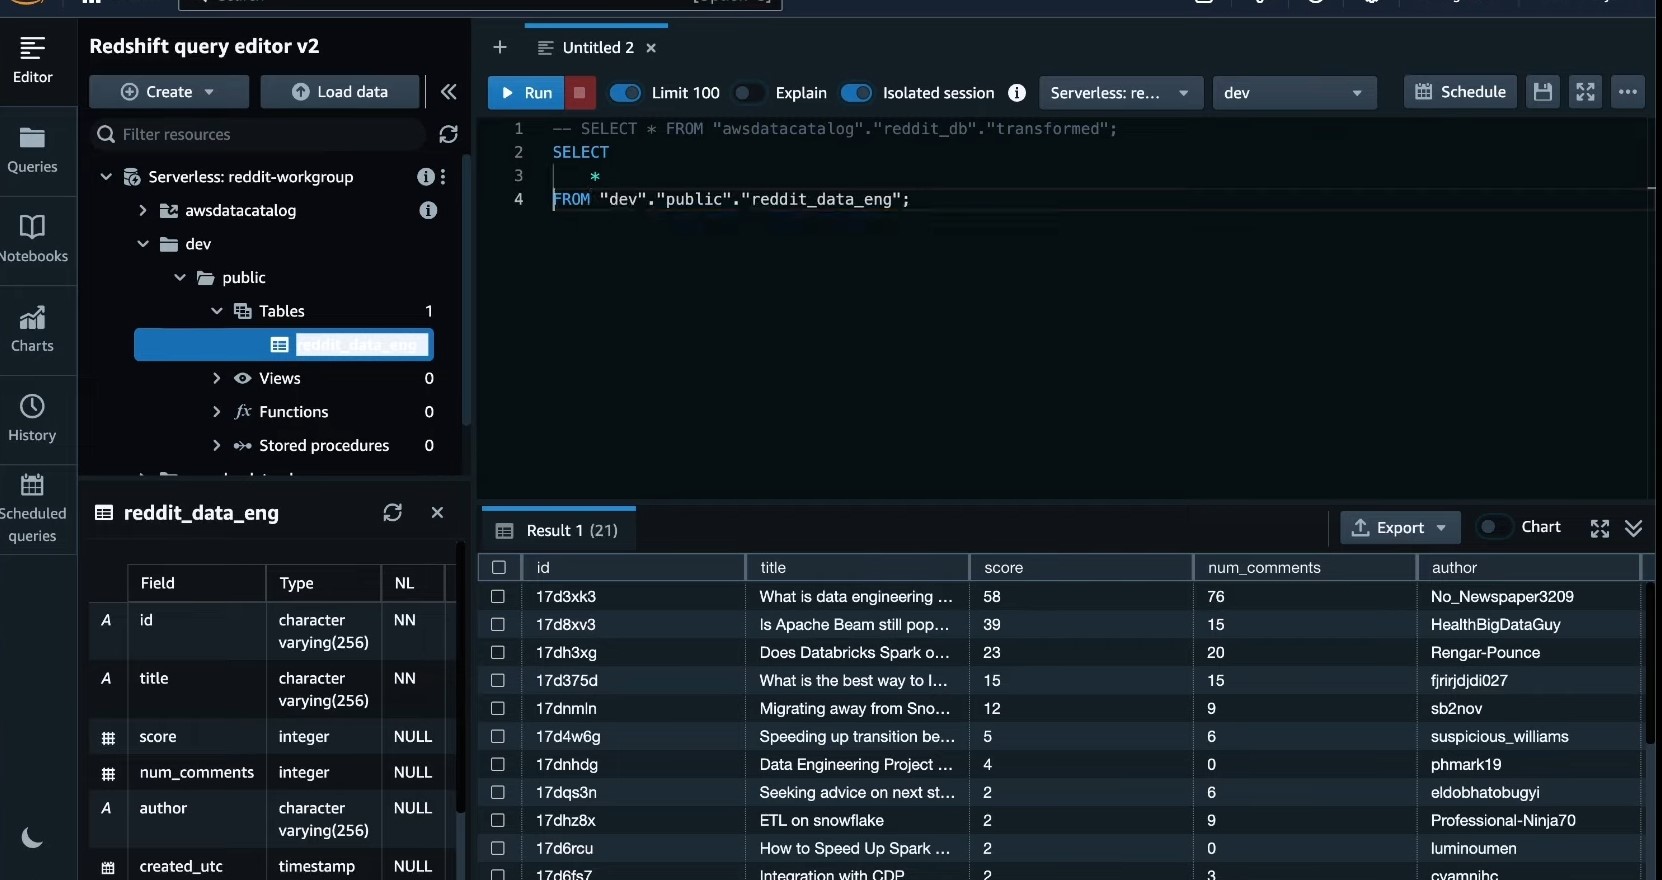 Redshift query editor v2
Editor
Create
Load data
Filter resources
Queries
Notebooks
Charts
History
Scheduled
queries
Serverless: reddit-workgroup
awsdatacatalog
dev
public
Tables 1
reddit_data_eng
Views 0
fx Functions 0
Stored procedures 0
reddit_data_eng
Field Type NL
A id character varying(256) NN
A title character varying(256) NN
score integer NULL
num_comments integer NULL
A author character varying(256) NULL
created_utc timestamp NULL
+ Untitled 2
Run Limit 100 Explain Isolated session Serverless: re... dev Schedule
1 -- SELECT * FROM "awsdatacatalog"."reddit_db"."transformed";
2 SELECT
3 *
4 FROM "dev"."public"."reddit_data_eng";
Result 1 (21)
Export Chart
id title score num_comments author
17d3xk3 What is data engineering ... 58 76 No_Newspaper3209
17d8xv3 Is Apache Beam still pop... 39 15 HealthBigDataGuy
17dh3xg Does Databricks Spark o... 23 20 Rengar-Pounce
17d375d What is the best way to l... 15 15 fjrirjdjdi027
17dnmln Migrating away from Sno... 12 9 sb2nov
17d4w6g Speeding up transition be... 5 6 suspicious_williams
17dnhdg Data Engineering Project ... 4 0 phmark19
17dqs3n Seeking advice on next st... 2 6 eldobhatobugyi
17dhz8x ETL on snowflake 2 9 Professional-Ninja70
17d6rcu How to Speed Up Spark ... 2 0 luminoumen
17d6fs7 Integration with CDP 2 3 cvamnihc